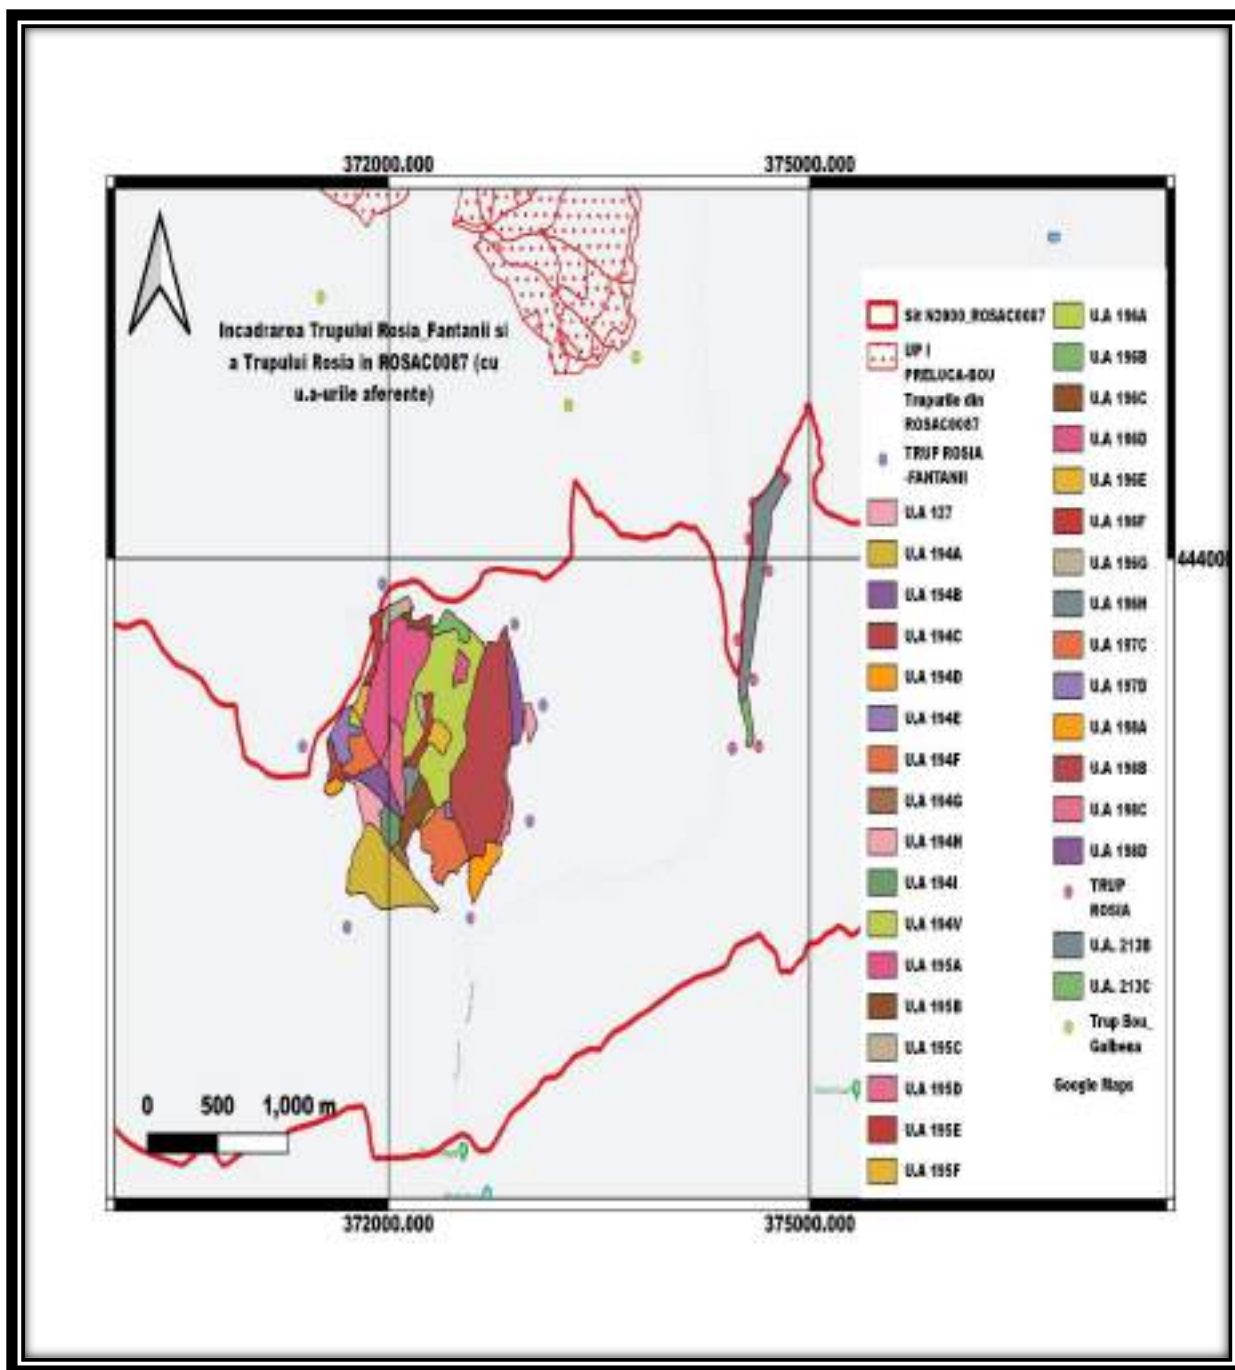 372000.000 375000.000
Incadrarea Trupului Rosia_Fantanii si
a Trupului Rosia in ROSAC0087 (cu
u.a-urile aferente)
444000
0 500 1,000 m
372000.000 375000.000
Sit N2000_ROSAC0087
UP I
PRELUCA-BOU
Trupurile din
ROSAC0087
TRUP ROSIA
-FANTANII
U.A 137
U.A 194A
U.A 194B
U.A 194C
U.A 194D
U.A 194E
U.A 194F
U.A 194G
U.A 194H
U.A 194I
U.A 194V
U.A 195A
U.A 195B
U.A 195C
U.A 195D
U.A 195E
U.A 195F
U.A 196A
U.A 196B
U.A 196C
U.A 196D
U.A 196E
U.A 196F
U.A 196G
U.A 196H
U.A 197C
U.A 197D
U.A 198A
U.A 198B
U.A 198C
U.A 198D
TRUP
ROSIA
U.A. 213B
U.A. 213C
Trup Bou_
Galbena
Google Maps